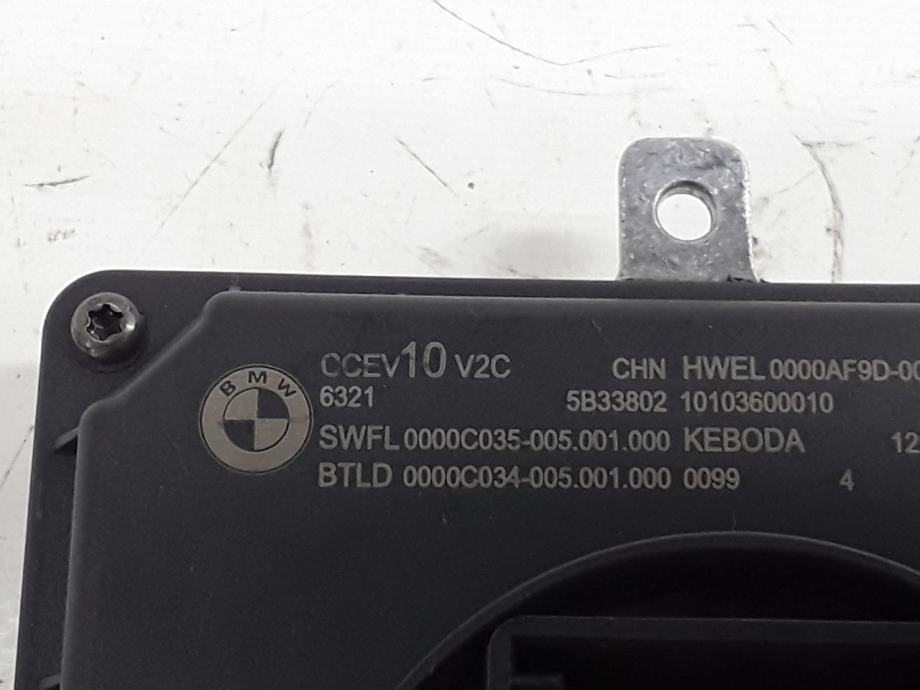 BMW
CCEV10 V2C CHN HWEL 0000AF9D-00
6321 5B33802 10103600010
SWFL 0000C035-005.001.000 KEBODA 12
BTLD 0000C034-005.001.000 0099 4